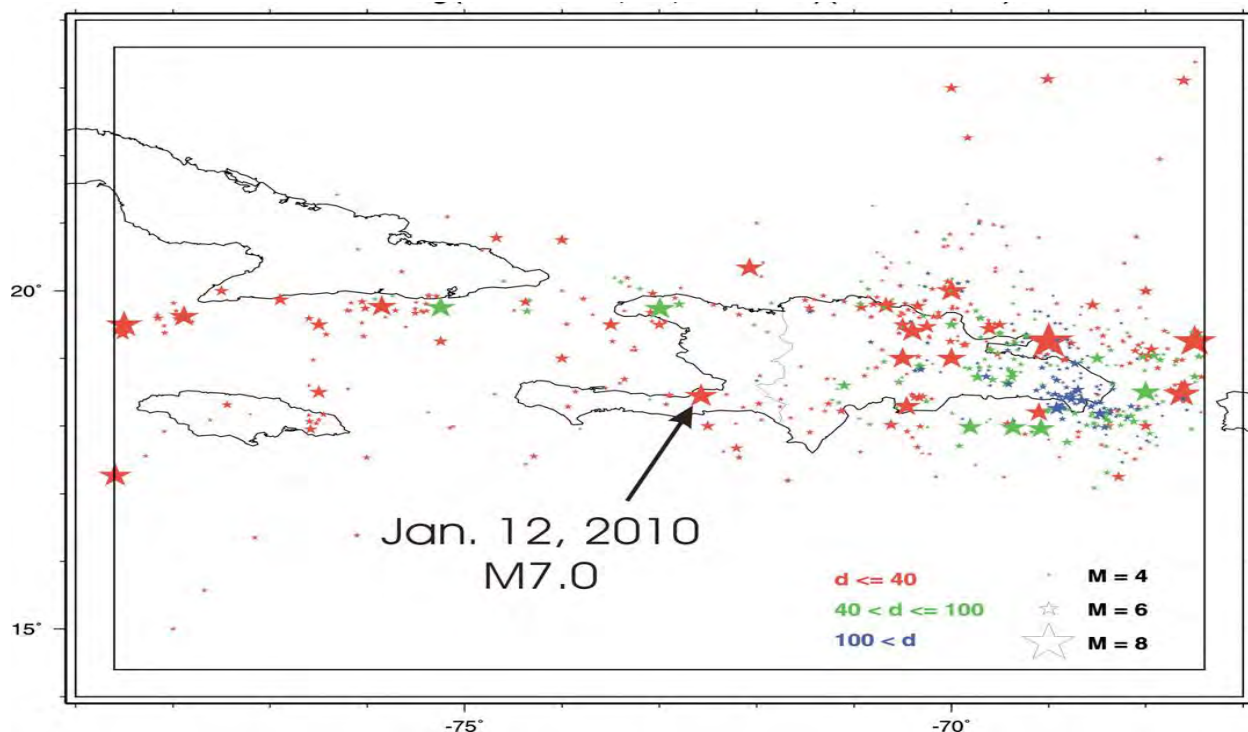 20°
Jan. 12, 2010
M7.0
d <= 40
M = 4
40 < d <= 100
M = 6
100 < d
M = 8
15°
-75°
-70°